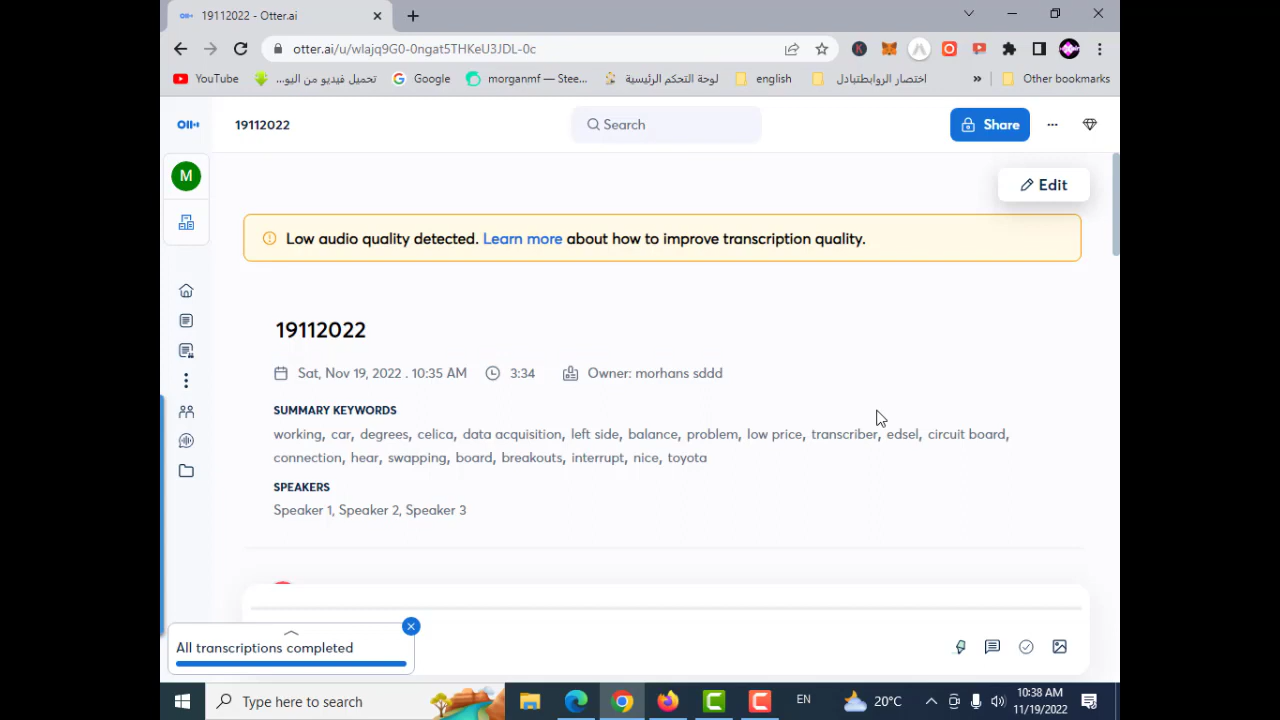 19112022 - Otter.ai
otter.ai/u/wlajq9G0-0ngat5THKeU3JDL-0c
YouTube
تحميل فيديو من اليو...
Google
morganmf — Stee...
لوحة التحكم الرئيسية
english
اختصار الروابطتبادل
»
Other bookmarks
19112022
Search
Share
M
Edit
Low audio quality detected. Learn more about how to improve transcription quality.
19112022
Sat, Nov 19, 2022 . 10:35 AM
3:34
Owner: morhans sddd
SUMMARY KEYWORDS
working, car, degrees, celica, data acquisition, left side, balance, problem, low price, transcriber, edsel, circuit board,
connection, hear, swapping, board, breakouts, interrupt, nice, toyota
SPEAKERS
Speaker 1, Speaker 2, Speaker 3
All transcriptions completed
Type here to search
EN
20°C
10:38 AM
11/19/2022